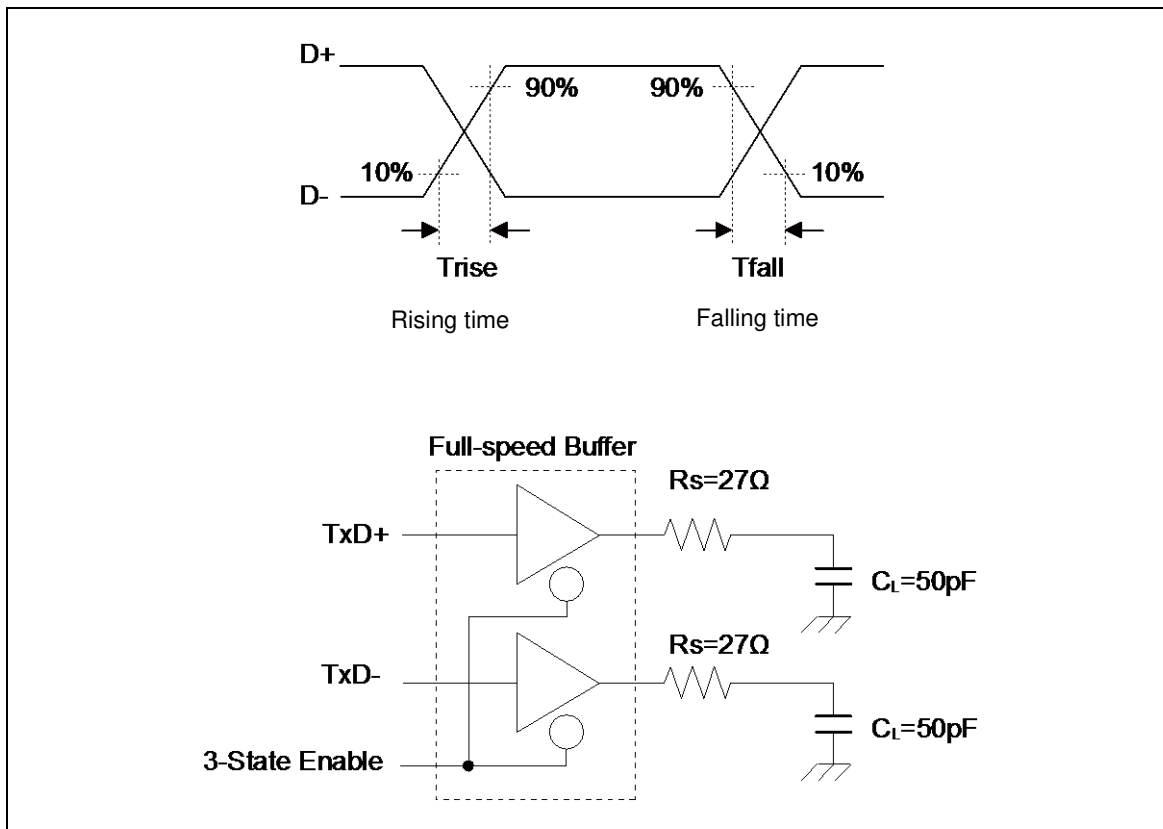 D+
90% 90%
10% 10%
D-
Trise Tfall
Rising time Falling time
Full-speed Buffer
Rs=27Ω
TxD+
CL=50pF
Rs=27Ω
TxD-
CL=50pF
3-State Enable